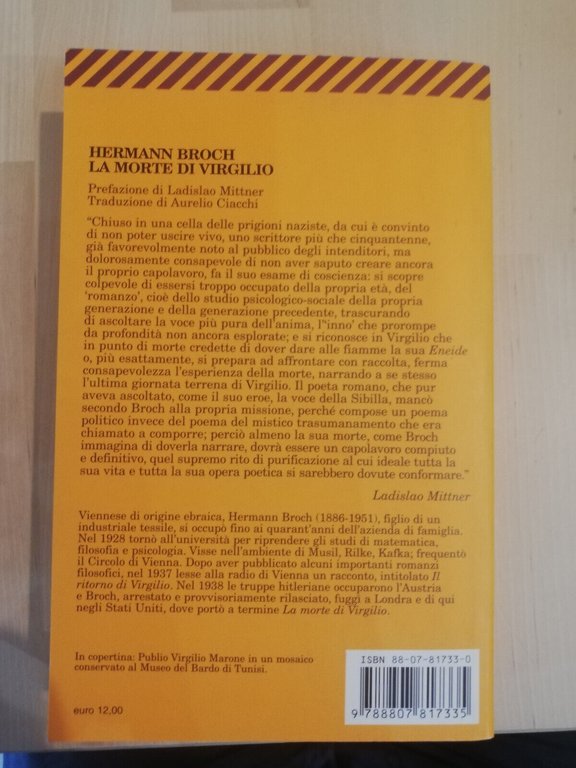 HERMANN BROCH
LA MORTE DI VIRGILIO
Prefazione di Ladislao Mittner
Traduzione di Aurelio Ciacchi
“Chiuso in una cella delle prigioni naziste, da cui è convinto
di non poter uscire vivo, uno scrittore più che cinquantenne,
già favorevolmente noto al pubblico degli intenditori, ma
dolorosamente consapevole di non aver saputo creare ancora
il proprio capolavoro, fa il suo esame di coscienza: si scopre
colpevole di essersi troppo occupato della propria età, del
‘romanzo’, cioè dello studio psicologico-sociale della propria
generazione e della generazione precedente, trascurando
di ascoltare la voce più pura dell’anima, l’‘inno’ che prorompe
da profondità non ancora esplorate; e si riconosce in Virgilio che
in punto di morte credette di dover dare alle fiamme la sua Eneide
o, più esattamente, si prepara ad affrontare con raccolta, ferma
consapevolezza l’esperienza della morte, narrando a se stesso
l’ultima giornata terrena di Virgilio. Il poeta romano, che pur
aveva ascoltato, come il suo eroe, la voce della Sibilla, mancò
secondo Broch alla propria missione, perché compose un poema
politico invece del poema del mistico trasumanamento che era
chiamato a comporre; perciò almeno la sua morte, come Broch
immagina di doverla narrare, dovrà essere un capolavoro compiuto
e definitivo, quel supremo rito di purificazione al cui ideale tutta la
sua vita e tutta la sua opera poetica si sarebbero dovute conformare.”
Ladislao Mittner
Viennese di origine ebraica, Hermann Broch (1886-1951), figlio di un
industriale tessile, si occupò fino ai quarant’anni dell’azienda di famiglia.
Nel 1928 tornò all’università per riprendere gli studi di matematica,
filosofia e psicologia. Visse nell’ambiente di Musil, Rilke, Kafka; frequentò
il Circolo di Vienna. Dopo aver pubblicato alcuni importanti romanzi
filosofici, nel 1937 lesse alla radio di Vienna un racconto, intitolato Il
ritorno di Virgilio. Nel 1938 le truppe hitleriane occuparono l’Austria
e Broch, arrestato e provvisoriamente rilasciato, fuggì a Londra e di qui
negli Stati Uniti, dove portò a termine La morte di Virgilio.
In copertina: Publio Virgilio Marone in un mosaico
conservato al Museo del Bardo di Tunisi.
euro 12,00
ISBN 88-07-81733-0
9 788807 817335